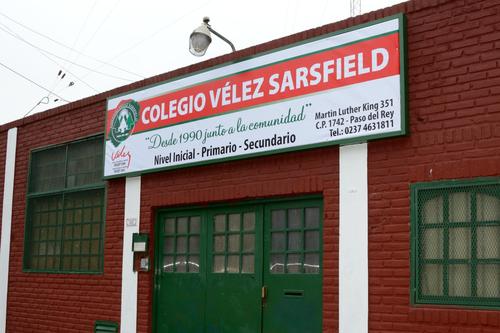 COLEGIO VÉLEZ SARSFIELD
"Desde 1990 junto a la comunidad"
Nivel Inicial - Primario - Secundario
Martin Luther King 351
C.P. 1742 - Paso del Rey
Tel.: 0237 4631811
Vélez